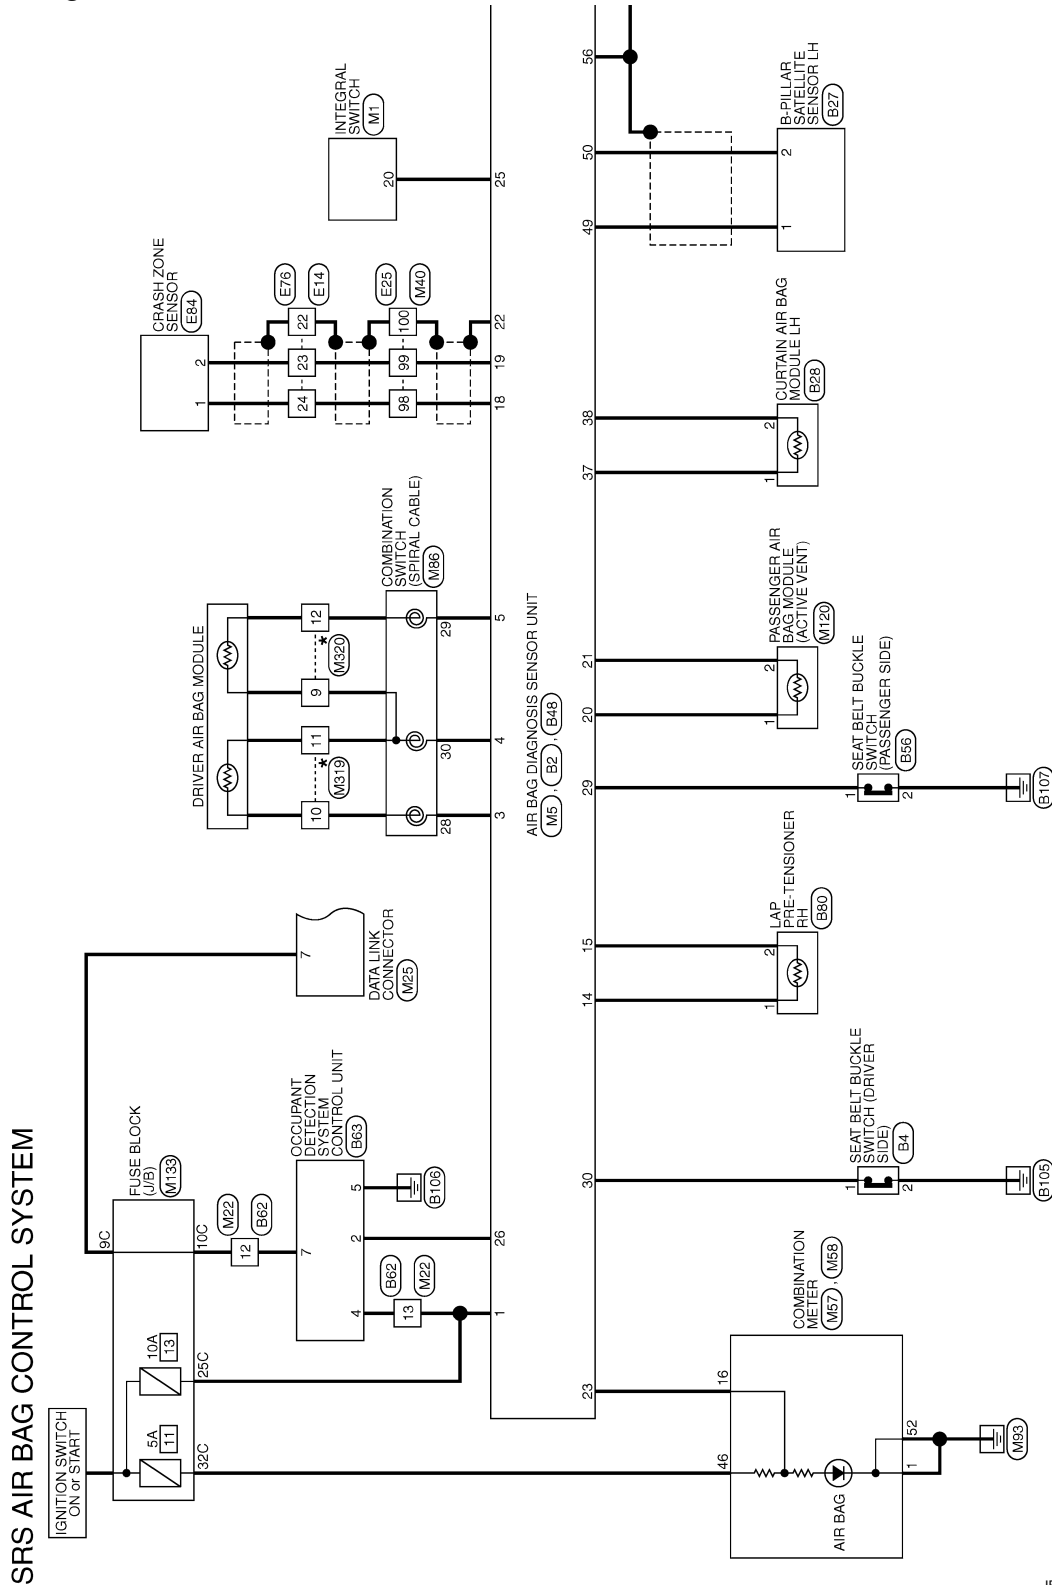 SRS AIR BAG CONTROL SYSTEM
IGNITION SWITCH
ON or START
5A
11
10A
13
32C
25C
FUSE BLOCK
(J/B)
M133
9C
10C
M22
B62
12
DATA LINK
CONNECTOR
M25
7
OCCUPANT
DETECTION
SYSTEM
CONTROL UNIT
B63
7
4
2
5
B106
B62
M22
13
1
26
DRIVER AIR BAG MODULE
10
11
9
12
*
M319
*
M320
COMBINATION
SWITCH
(SPIRAL CABLE)
M86
28
30
29
3
4
5
CRASH ZONE
SENSOR
E84
1
2
24
23
22
E76
E14
98
99
100
E25
M40
18
19
22
INTEGRAL
SWITCH
M1
20
25
AIR BAG DIAGNOSIS SENSOR UNIT
M5 , B2 , B48
23
30
14
15
29
20
21
37
38
49
50
56
COMBINATION
METER
M57 , M58
46
16
AIR BAG
1
52
M93
SEAT BELT BUCKLE
SWITCH (DRIVER
SIDE)
B4
1
2
B105
LAP
PRE-TENSIONER
RH
B80
1
2
SEAT BELT BUCKLE
SWITCH
(PASSENGER SIDE)
B56
1
2
B107
PASSENGER AIR
BAG MODULE
(ACTIVE VENT)
M120
1
2
CURTAIN AIR BAG
MODULE LH
B28
1
2
B-PILLAR
SATELLITE
SENSOR LH
B27
1
2